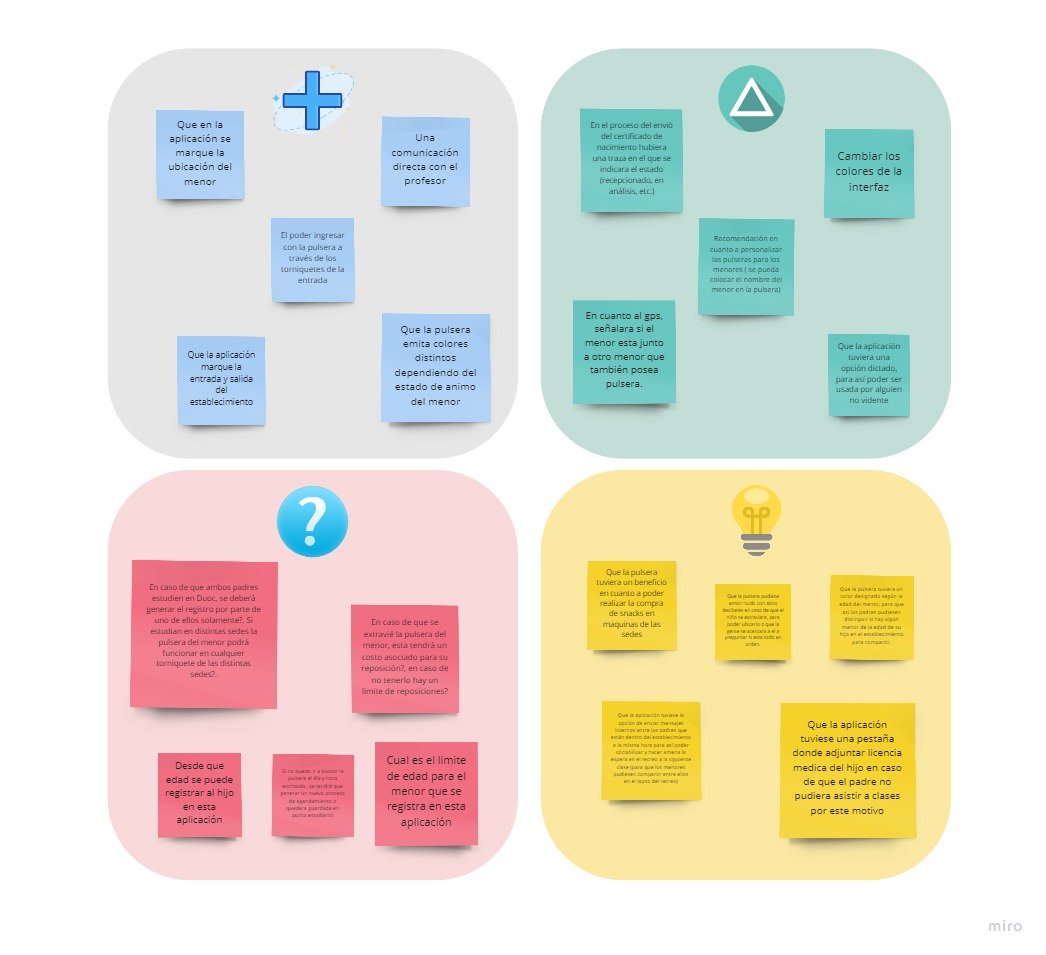 Que en la
aplicación se
marque la
ubicación del
menor
Una
comunicación
directa con el
profesor
El poder ingresar
con la pulsera a
través de los
torniquetes de la
entrada
Que la aplicación
marque la
entrada y salida
del
establecimiento
Que la pulsera
emita colores
distintos
dependiendo del
estado de animo
del menor
En el proceso del envió
del certificado de
nacimiento hubiera
una traza en el que se
indicara el estado
(recepcionado, en
análisis, etc.)
Cambiar los
colores de la
interfaz
Recomendación en
cuanto a personalizar
las pulseras para los
menores ( se pueda
colocar el nombre del
menor en la pulsera)
En cuanto al gps,
señalara si el
menor esta junto
a otro menor que
también posea
pulsera.
Que la aplicación
tuviera una
opción dictado,
para así poder ser
usada por alguien
no vidente
?
En caso de que ambos padres
estudien en Duoc, se deberá
generar el registro por parte de
uno de ellos solamente?. Si
estudian en distintas sedes la
pulsera del menor podrá
funcionar en cualquier
torniquete de las distintas
sedes?.
En caso de que se
extravié la pulsera del
menor, esta tendrá un
costo asociado para su
reposición?, en caso de
no tenerlo hay un
limite de reposiciones?
Desde que
edad se puede
registrar al hijo
en esta
aplicación
Si no puedo ir a buscar la
pulsera el día y hora
estimada, se tendrá que
generar un nuevo proceso
de agendamiento o
quedara guardada en
punto estudiantil
Cual es el limite
de edad para el
menor que se
registra en esta
aplicación
Que la pulsera
tuviera un beneficio
en cuanto a poder
realizar la compra
de snacks en
maquinas de las
sedes
Que la pulsera pudiese
emitir ruido con altos
decibeles en caso de que el
niño se extraviara, para
poder ubicarlo o que la
gente se acercara a el a
preguntar si esta todo en
orden.
Que la pulsera tuviera un
color designado según la
edad del menor, para que
así los padres pudiesen
distinguir si hay algún
menor de la edad de su
hijo en el establecimiento
para compartir.
Que la aplicación tuviese la
opción de enviar mensajes
internos entre los padres que
están dentro del establecimiento
a la misma hora para así poder
sociabilizar y hacer amena la
espera en el recreo a la siguiente
clase (para que los menores
pudiesen compartir entre ellos
en el lapso del recreo)
Que la aplicación
tuviese una pestaña
donde adjuntar licencia
medica del hijo en caso
de que el padre no
pudiera asistir a clases
por este motivo
miro